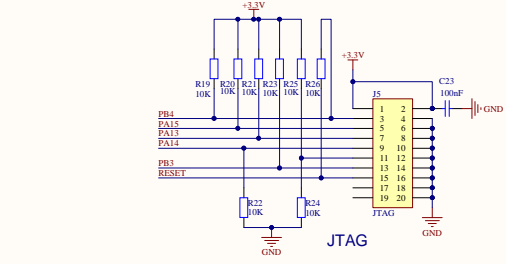 +3.3V
+3.3V
R19 R20 R21 R23 R25 R26
10K 10K 10K 10K 10K 10K
C23
100nF
GND
J5
PB4
PA15
PA13
PA14
PB3
RESET
1 2
3 4
5 6
7 8
9 10
11 12
13 14
15 16
17 18
19 20
JTAG
R22
10K
R24
10K
GND
GND
JTAG